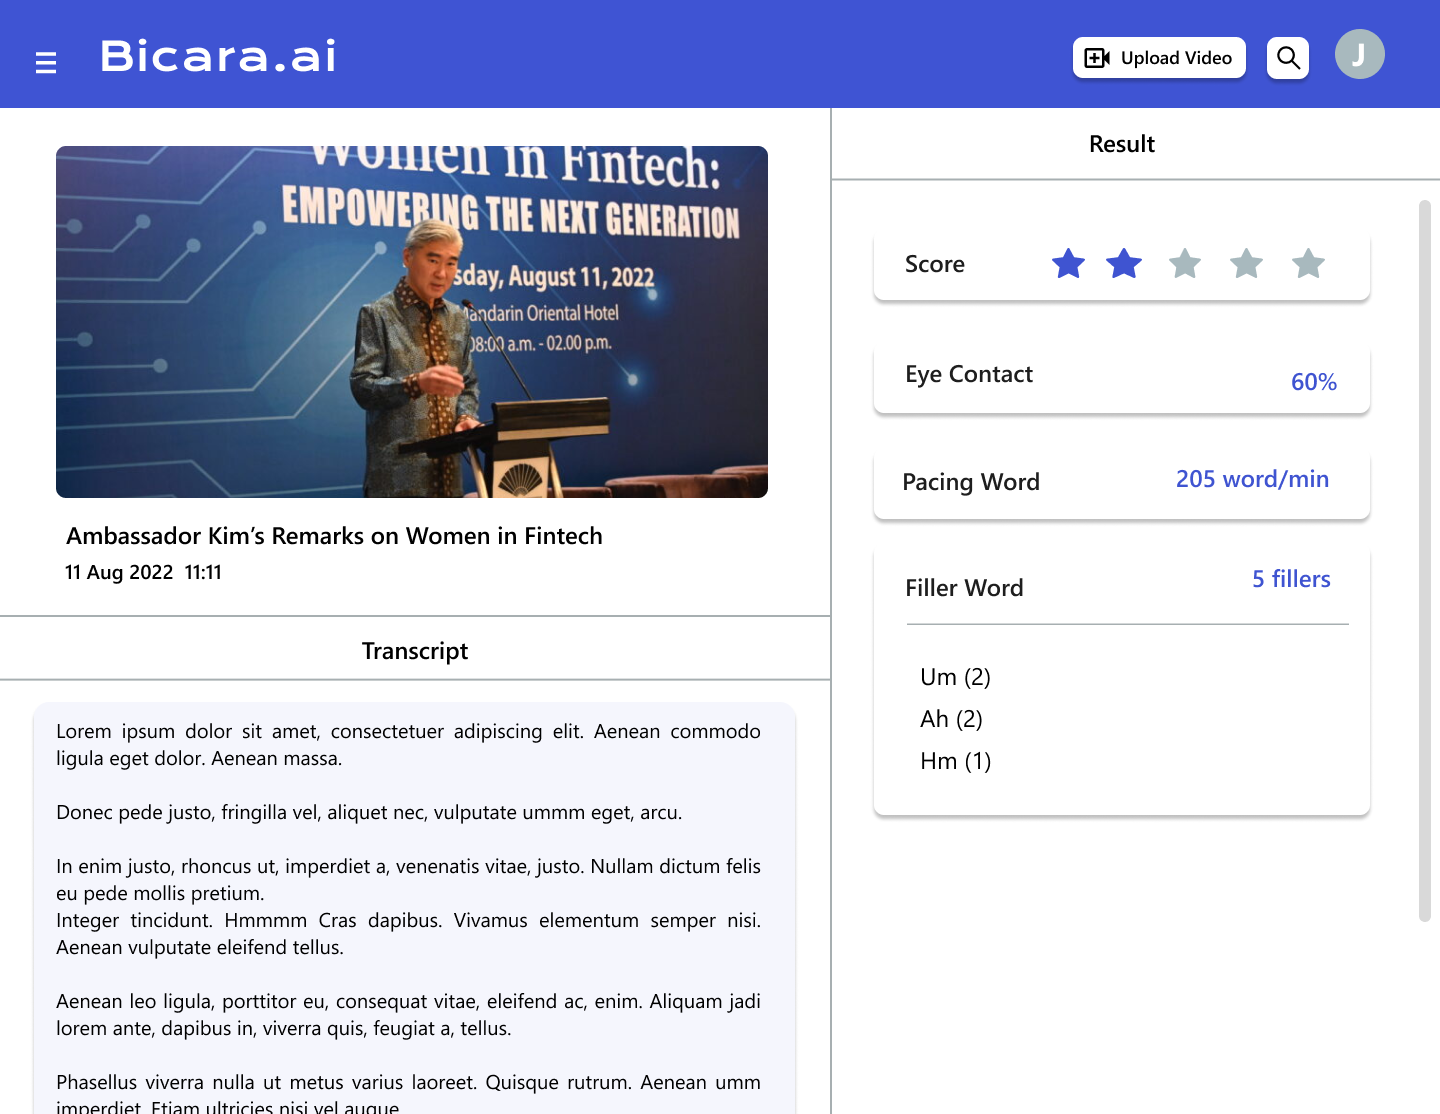 Bicara.ai
Upload Video
J
Women in Fintech:
EMPOWERING THE NEXT GENERATION
sday, August 11, 2022
Mandarin Oriental Hotel
08:00 a.m. - 02.00 p.m.
Ambassador Kim’s Remarks on Women in Fintech
11 Aug 2022 11:11
Transcript
Lorem ipsum dolor sit amet, consectetuer adipiscing elit. Aenean commodo
ligula eget dolor. Aenean massa.
Donec pede justo, fringilla vel, aliquet nec, vulputate ummm eget, arcu.
In enim justo, rhoncus ut, imperdiet a, venenatis vitae, justo. Nullam dictum felis
eu pede mollis pretium.
Integer tincidunt. Hmmmm Cras dapibus. Vivamus elementum semper nisi.
Aenean vulputate eleifend tellus.
Aenean leo ligula, porttitor eu, consequat vitae, eleifend ac, enim. Aliquam jadi
lorem ante, dapibus in, viverra quis, feugiat a, tellus.
Phasellus viverra nulla ut metus varius laoreet. Quisque rutrum. Aenean umm
imperdiet. Etiam ultricies nisi vel augue.
Result
Score
Eye Contact
60%
Pacing Word
205 word/min
Filler Word
5 fillers
Um (2)
Ah (2)
Hm (1)